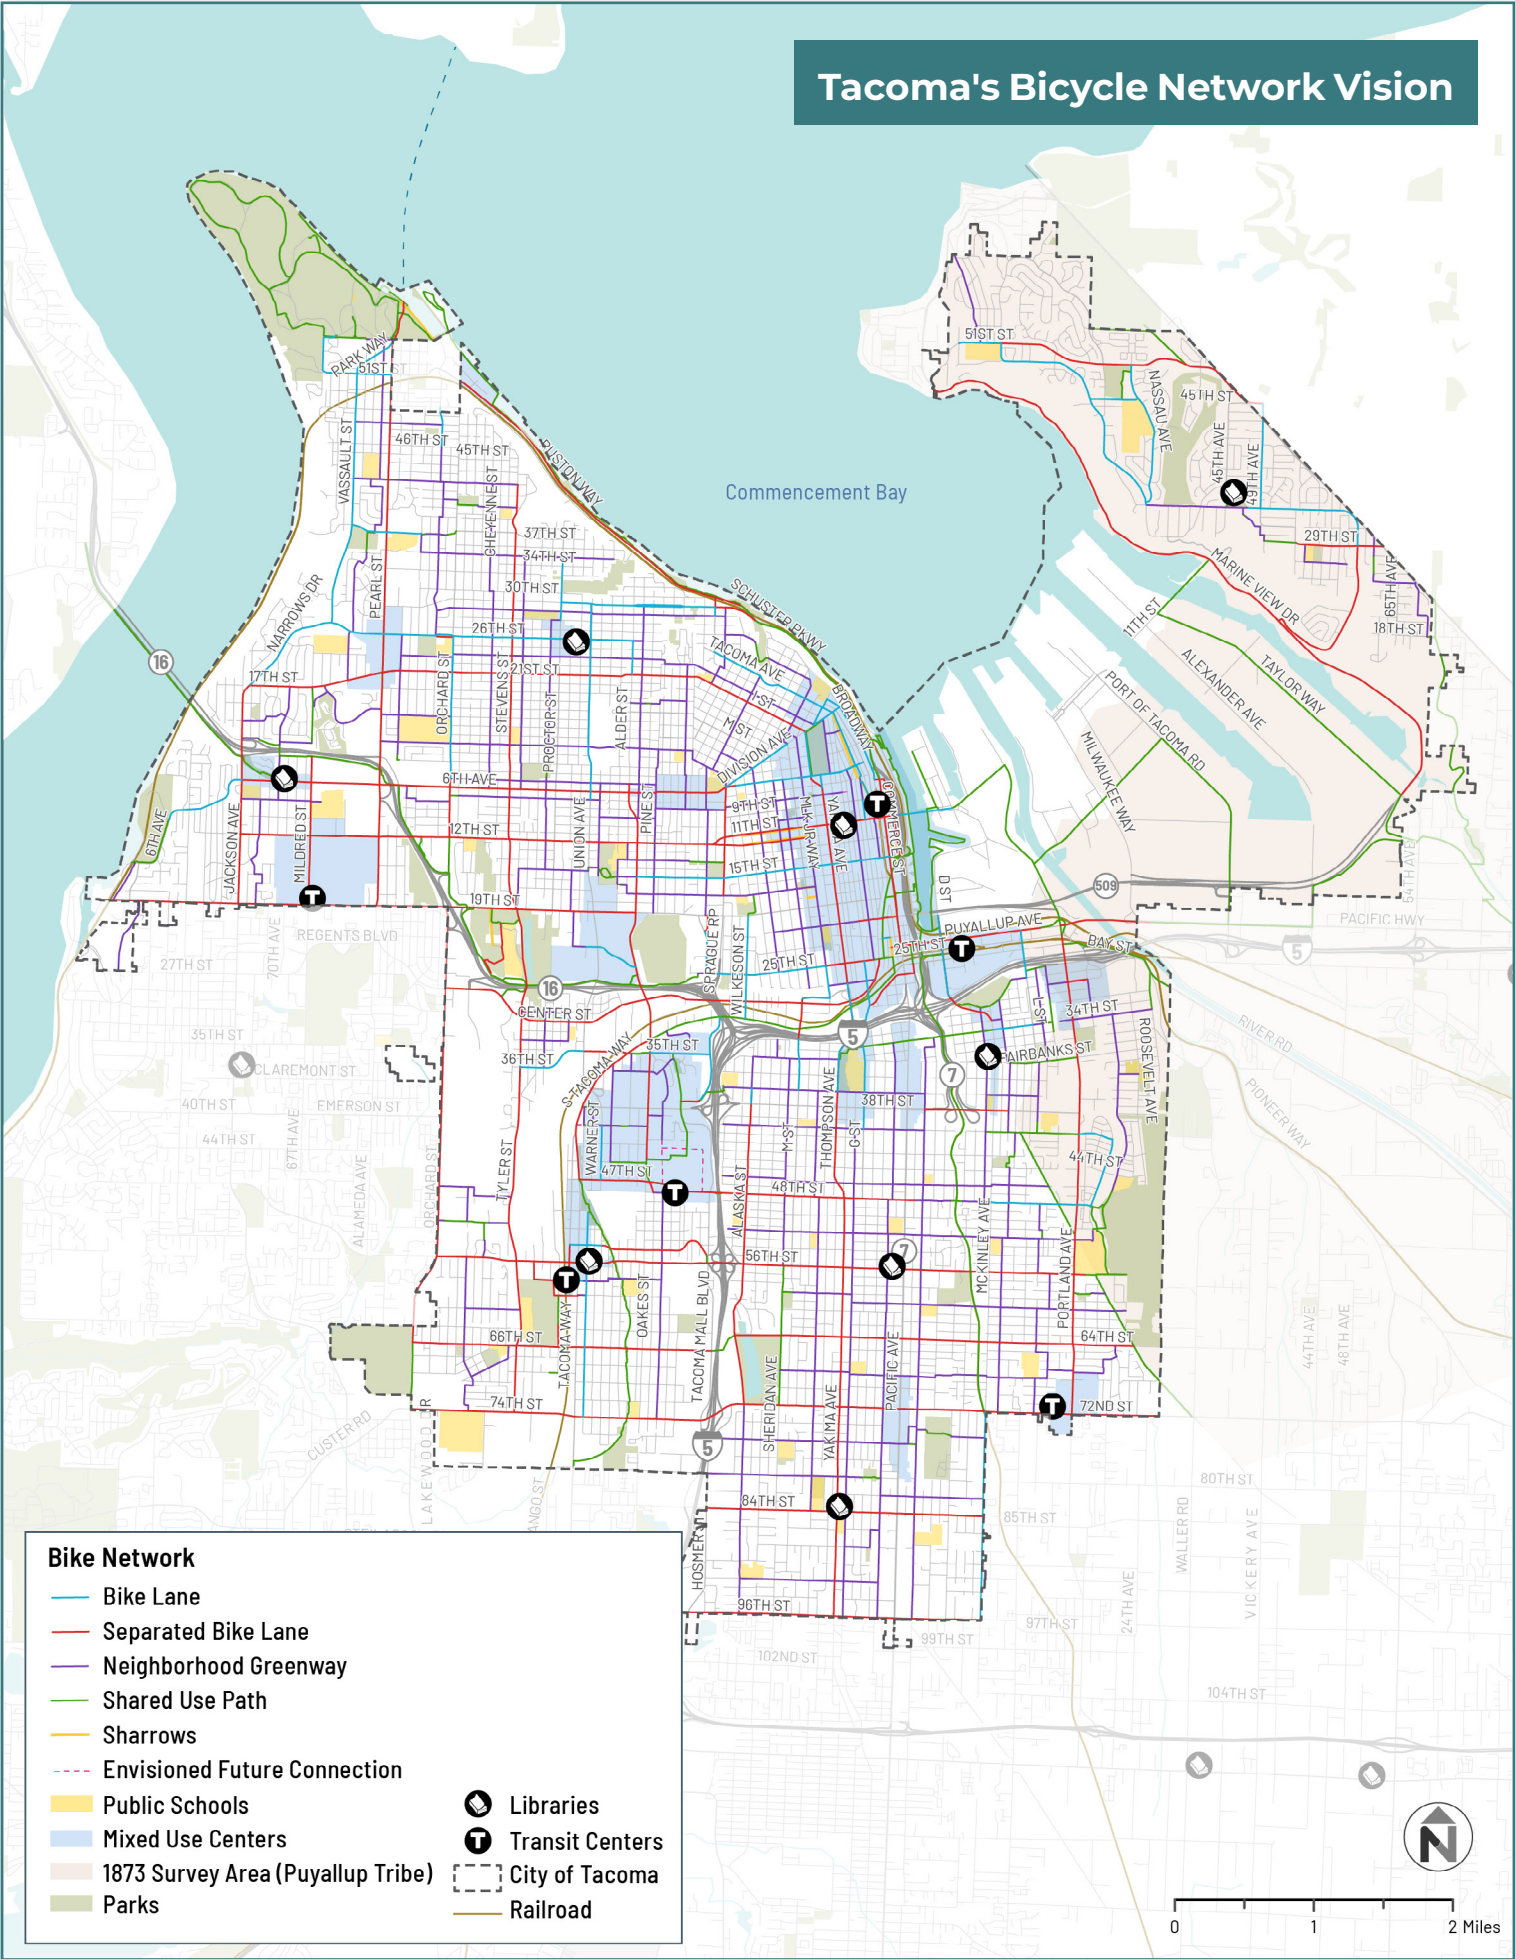 Tacoma's Bicycle Network Vision
51ST ST
PARK WAY
51ST ST
NASSAU AVE
45TH ST
VASSAULT ST
46TH ST
45TH ST
RUSTON WAY
45TH AVE
49TH AVE
CHEYENNE ST
Commencement Bay
37TH ST
34TH ST
29TH ST
PEARL ST
30TH ST
NARROWS DR
SCHUSTER PKWY
MARINE VIEW DR
65TH AVE
11TH ST
26TH ST
18TH ST
TACOMA AVE
16
17TH ST
ORCHARD ST
STEVENS ST
21ST ST
I ST
ALEXANDER AVE
TAYLOR WAY
PROCTOR ST
ALDER ST
M ST
BROADWAY
PORT OF TACOMA RD
DIVISION AVE
MILWAUKEE WAY
6TH AVE
6TH AVE
JACKSON AVE
MILDRED ST
12TH ST
UNION AVE
PINE ST
9TH ST
11TH ST
MLK JR WAY
YAKIMA AVE
COMMERCE ST
T
15TH ST
T
19TH ST
D ST
509
54TH AVE
REGENTS BLVD
70TH AVE
SPRAGUE RP
WILKESON ST
PUYALLUP AVE
PACIFIC HWY
25TH ST
T
BAY ST
5
27TH ST
25TH ST
16
CENTER ST
L ST
34TH ST
ROOSEVELT AVE
RIVER RD
35TH ST
36TH ST
S TACOMA WAY
35TH ST
5
FAIRBANKS ST
CLAREMONT ST
7
40TH ST
EMERSON ST
67TH AVE
WARNER ST
THOMPSON AVE
38TH ST
PIONEER WAY
44TH ST
M ST
G ST
44TH ST
ALAMEDA AVE
ORCHARD ST
TYLER ST
47TH ST
T
ALASKA ST
48TH ST
MCKINLEY AVE
PORTLAND AVE
56TH ST
7
T
OAKES ST
TACOMA MALL BLVD
66TH ST
TACOMA WAY
64TH ST
44TH AVE
48TH AVE
SHERIDAN AVE
YAKIMA AVE
PACIFIC AVE
74TH ST
T
72ND ST
CUSTER RD
LAKEWOOD DR
5
80TH ST
84TH ST
85TH ST
WALLER RD
VICKERY AVE
HOSMER ST
24TH AVE
96TH ST
97TH ST
99TH ST
102ND ST
104TH ST
Bike Network
Bike Lane
Separated Bike Lane
Neighborhood Greenway
Shared Use Path
Sharrows
Envisioned Future Connection
Public Schools
Mixed Use Centers
1873 Survey Area (Puyallup Tribe)
Parks
Libraries
T Transit Centers
City of Tacoma
Railroad
N
0 1 2 Miles